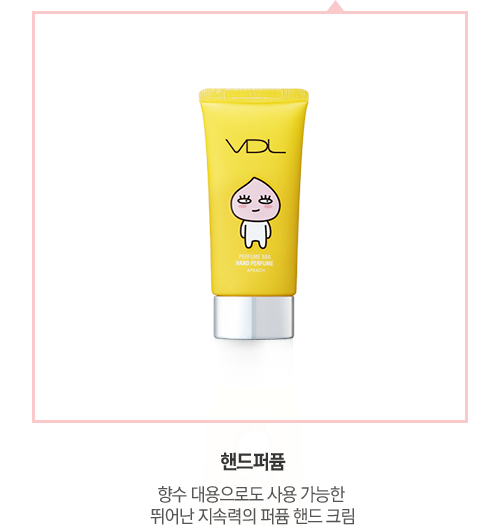 VDL
PERFUME BAR
HAND PERFUME
APEACH
핸드퍼퓸
향수 대용으로도 사용 가능한
뛰어난 지속력의 퍼퓸 핸드 크림